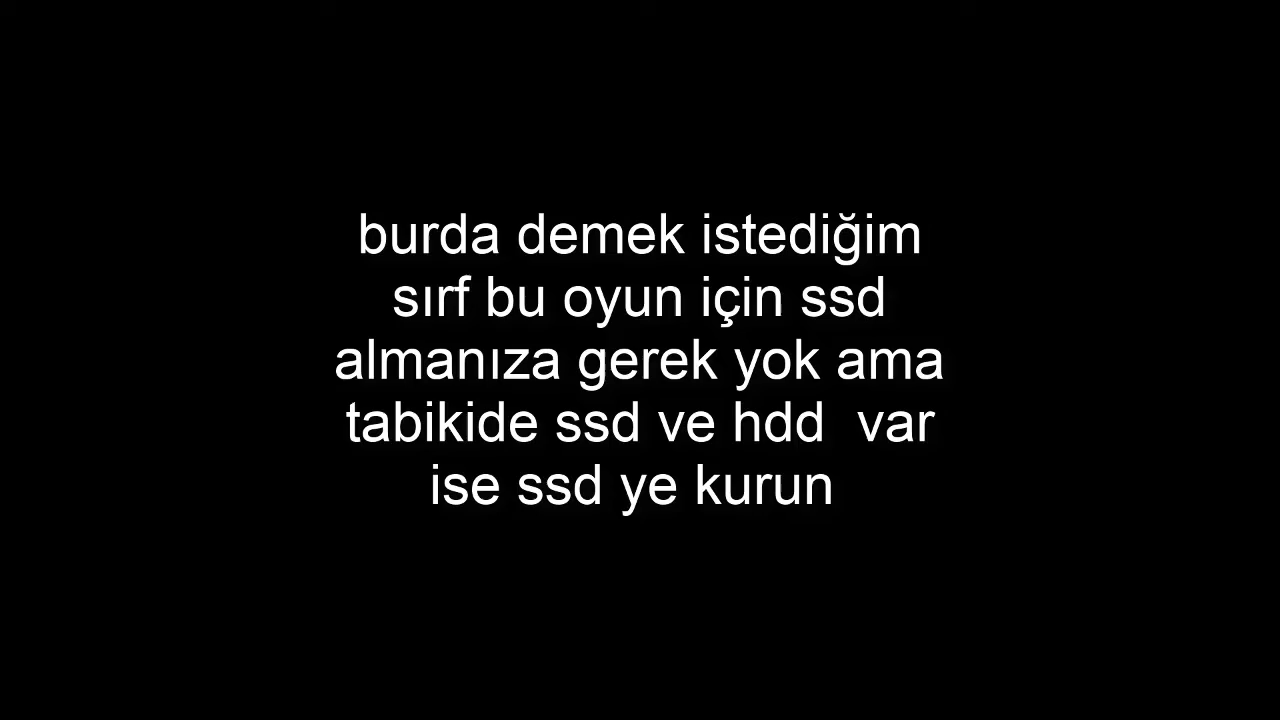 burda demek istediğim
sırf bu oyun için ssd
almanıza gerek yok ama
tabikide ssd ve hdd  var
ise ssd ye kurun